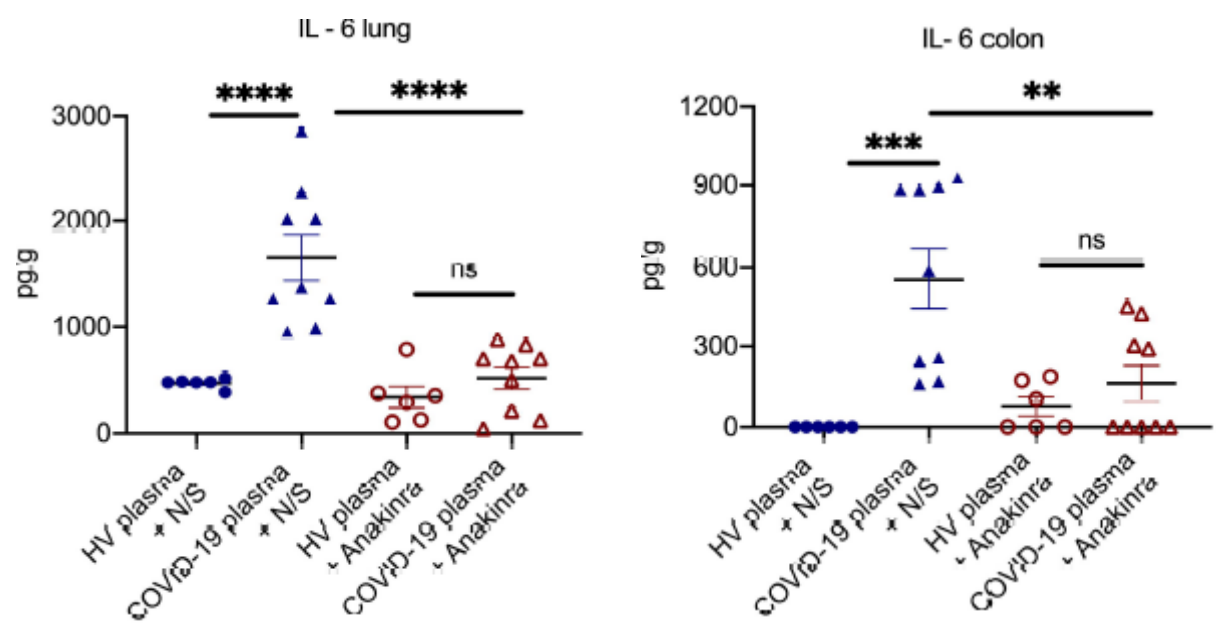 IL - 6 lung
****
****
3000
2000
1000
0
pg/g
ns
HV plasma
+ N/S
COVID-19 plasma
+ N/S
HV plasma
+ Anakinra
COVID-19 plasma
+ Anakinra
IL- 6 colon
**
***
1200
900
600
300
0
pg/g
ns
HV plasma
+ N/S
COVID-19 plasma
+ N/S
HV plasma
+ Anakinra
COVID-19 plasma
+ Anakinra